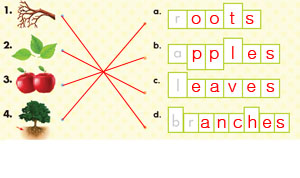 1.
a. roots
2.
b. apples
3.
c. leaves
4.
d. branches